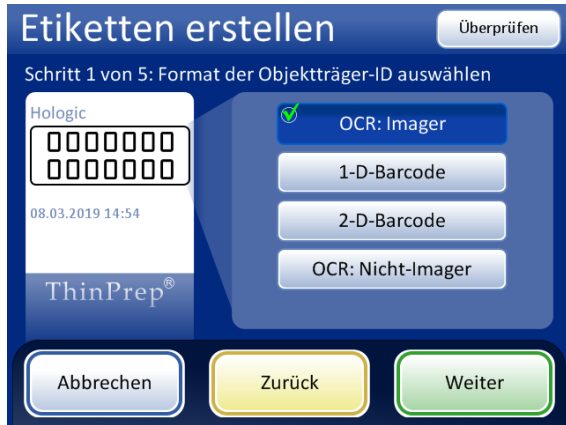 Etiketten erstellen
Überprüfen
Schritt 1 von 5: Format der Objektträger-ID auswählen
Hologic
0000000
0000000
08.03.2019 14:54
ThinPrep®
OCR: Imager
1-D-Barcode
2-D-Barcode
OCR: Nicht-Imager
Abbrechen
Zurück
Weiter